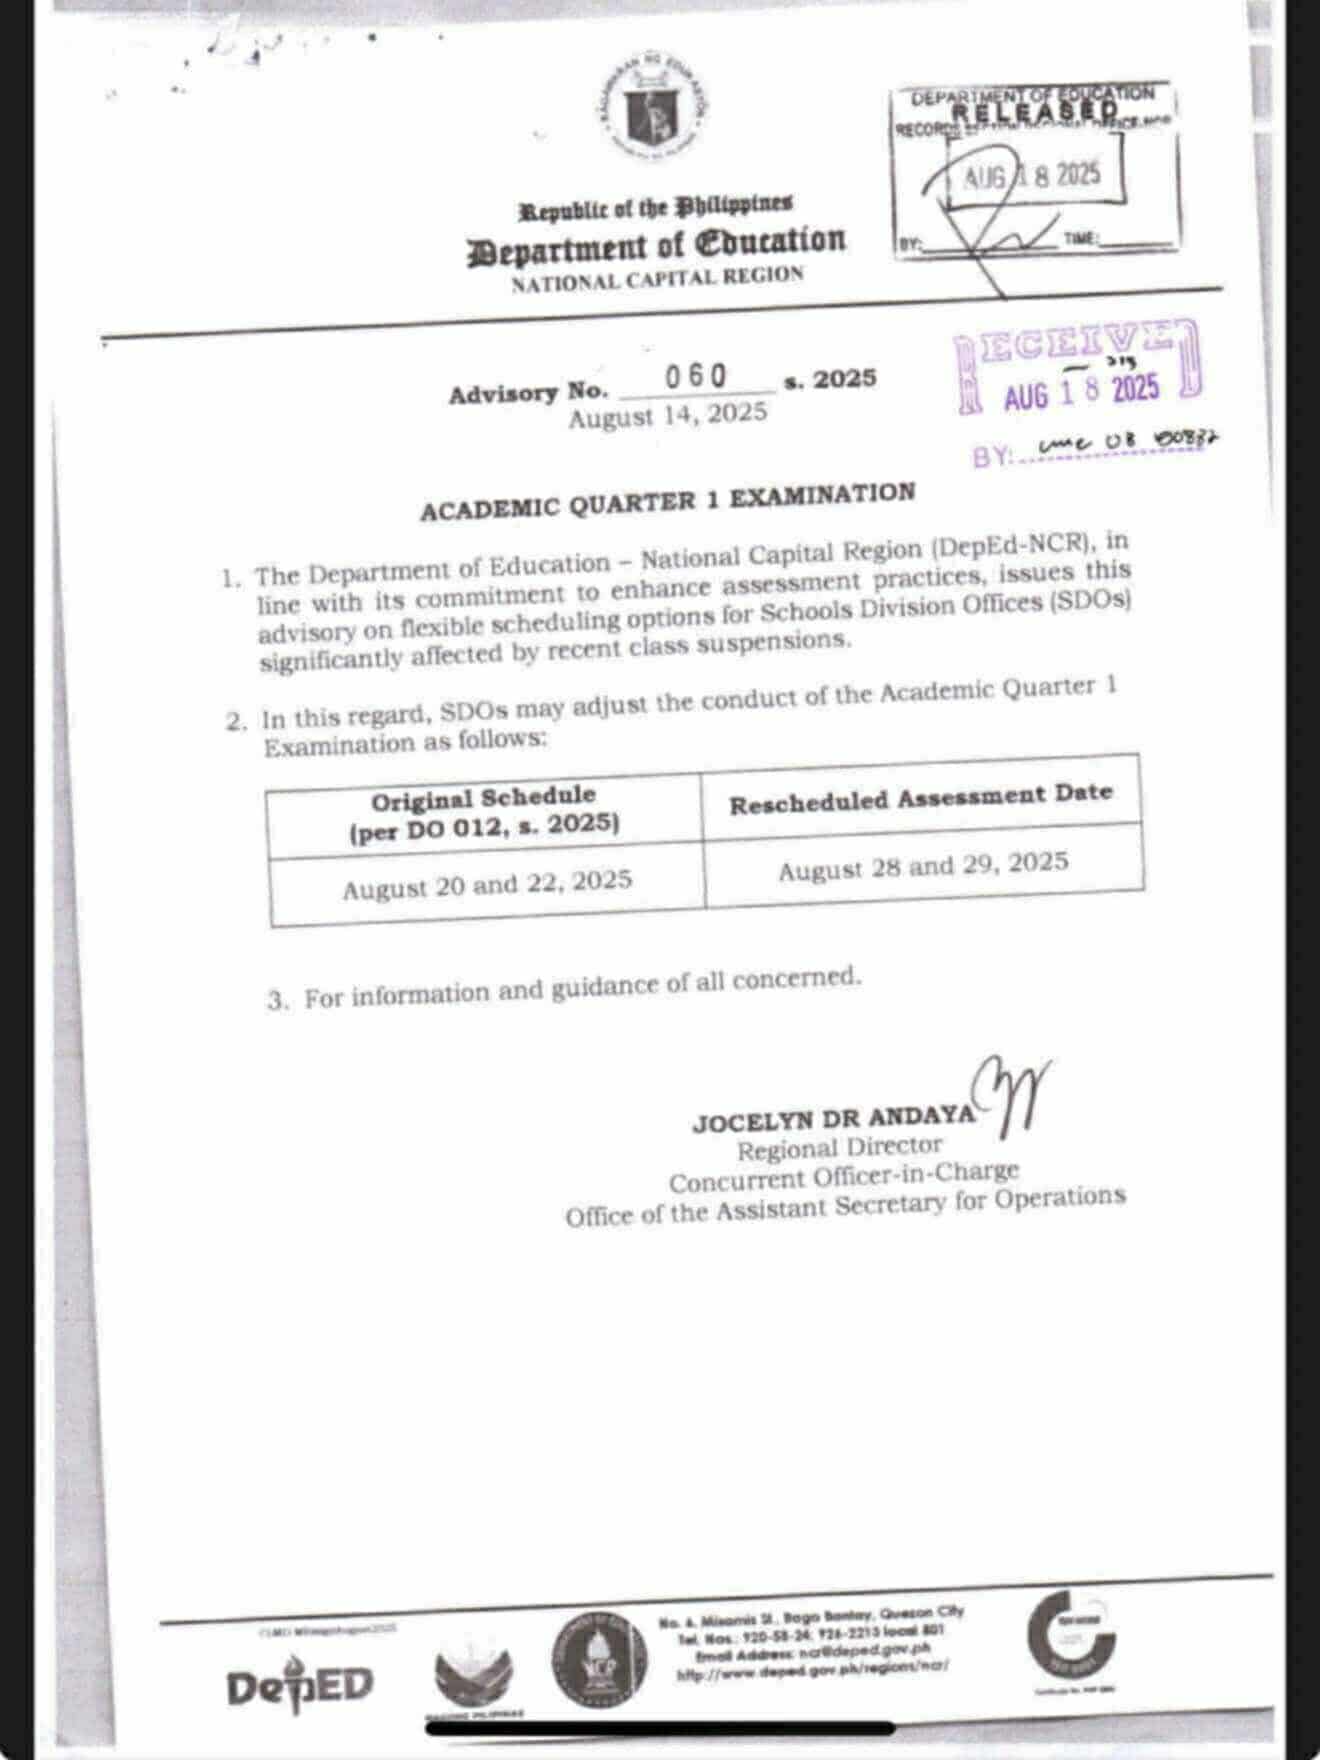 KAGAWARAN NG EDUKASYON
DEPARTMENT OF EDUCATION
RELEASED
AUG 18 2025
BY: TIME:
Republic of the Philippines
Department of Education
NATIONAL CAPITAL REGION
RECEIVED
AUG 18 2025
BY:
Advisory No. 060 s. 2025
August 14, 2025
ACADEMIC QUARTER 1 EXAMINATION
1. The Department of Education – National Capital Region (DepEd-NCR), in
line with its commitment to enhance assessment practices, issues this
advisory on flexible scheduling options for Schools Division Offices (SDOs)
significantly affected by recent class suspensions.
2. In this regard, SDOs may adjust the conduct of the Academic Quarter 1
Examination as follows:
Original Schedule
(per DO 012, s. 2025)
Rescheduled Assessment Date
August 20 and 22, 2025
August 28 and 29, 2025
3. For information and guidance of all concerned.
JOCELYN DR ANDAYA
Regional Director
Concurrent Officer-in-Charge
Office of the Assistant Secretary for Operations
DepED
BAGONG PILIPINAS
No. 6, Misamis St., Bago Bantay, Quezon City
Tel. Nos.: 920-58-24; 926-2213 local 801
Email Address: ncr@deped.gov.ph
http://www.deped.gov.ph/regions/ncr/